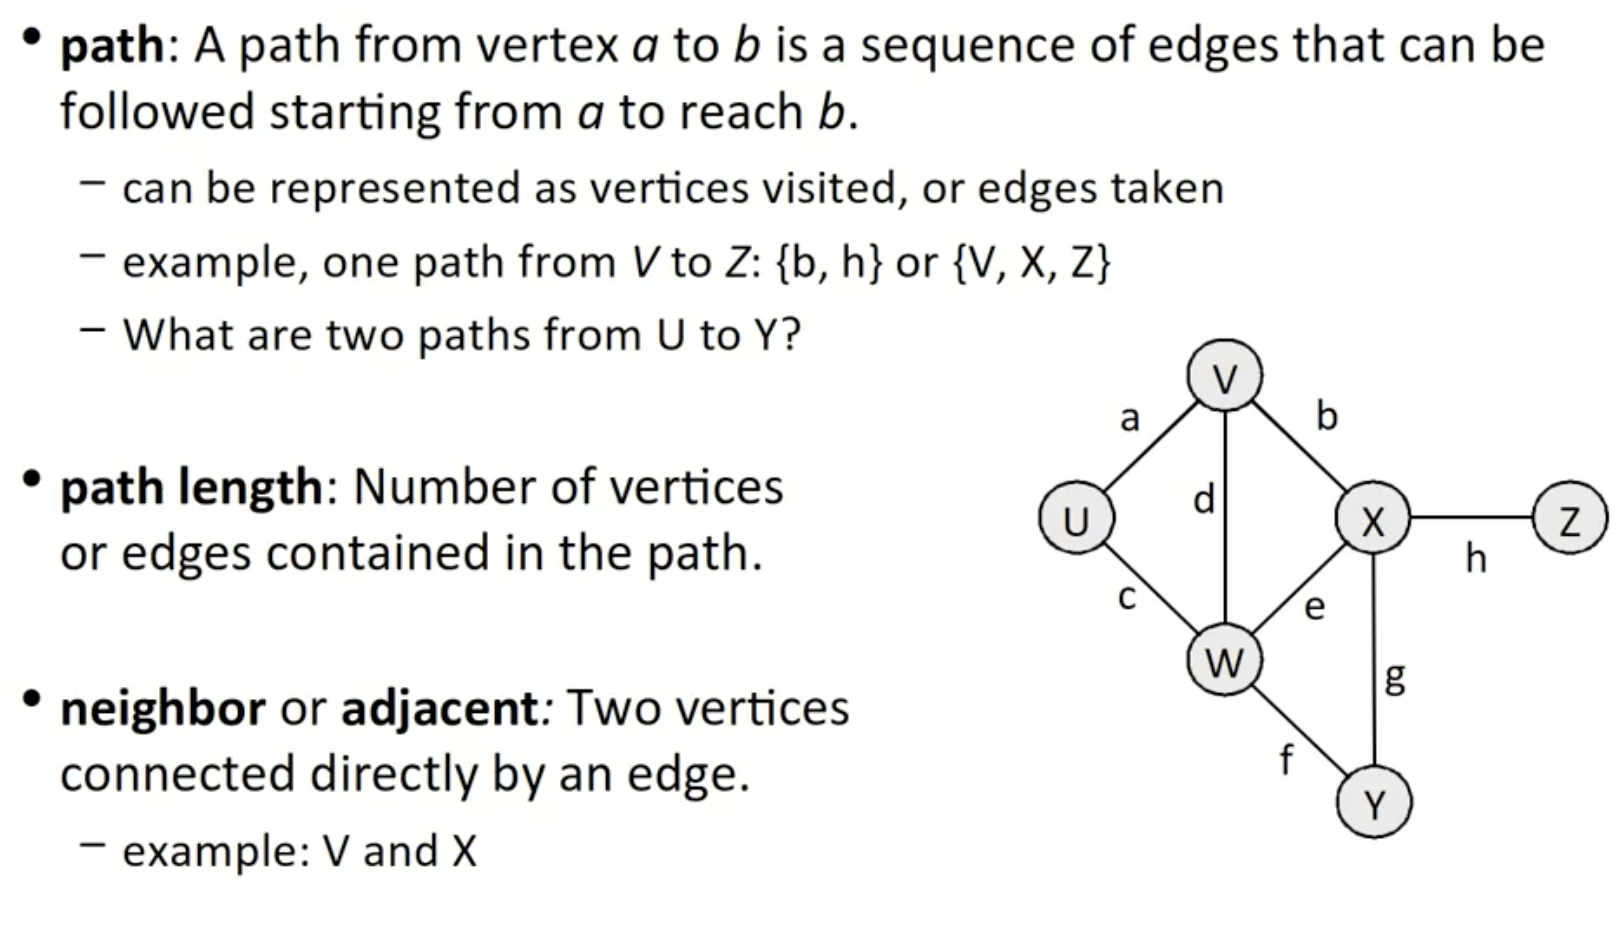 • path: A path from vertex a to b is a sequence of edges that can be
followed starting from a to reach b.
– can be represented as vertices visited, or edges taken
– example, one path from V to Z: {b, h} or {V, X, Z}
– What are two paths from U to Y?
• path length: Number of vertices
or edges contained in the path.
• neighbor or adjacent: Two vertices
connected directly by an edge.
– example: V and X
V
a
b
U
d
X
Z
h
c
e
W
g
f
Y